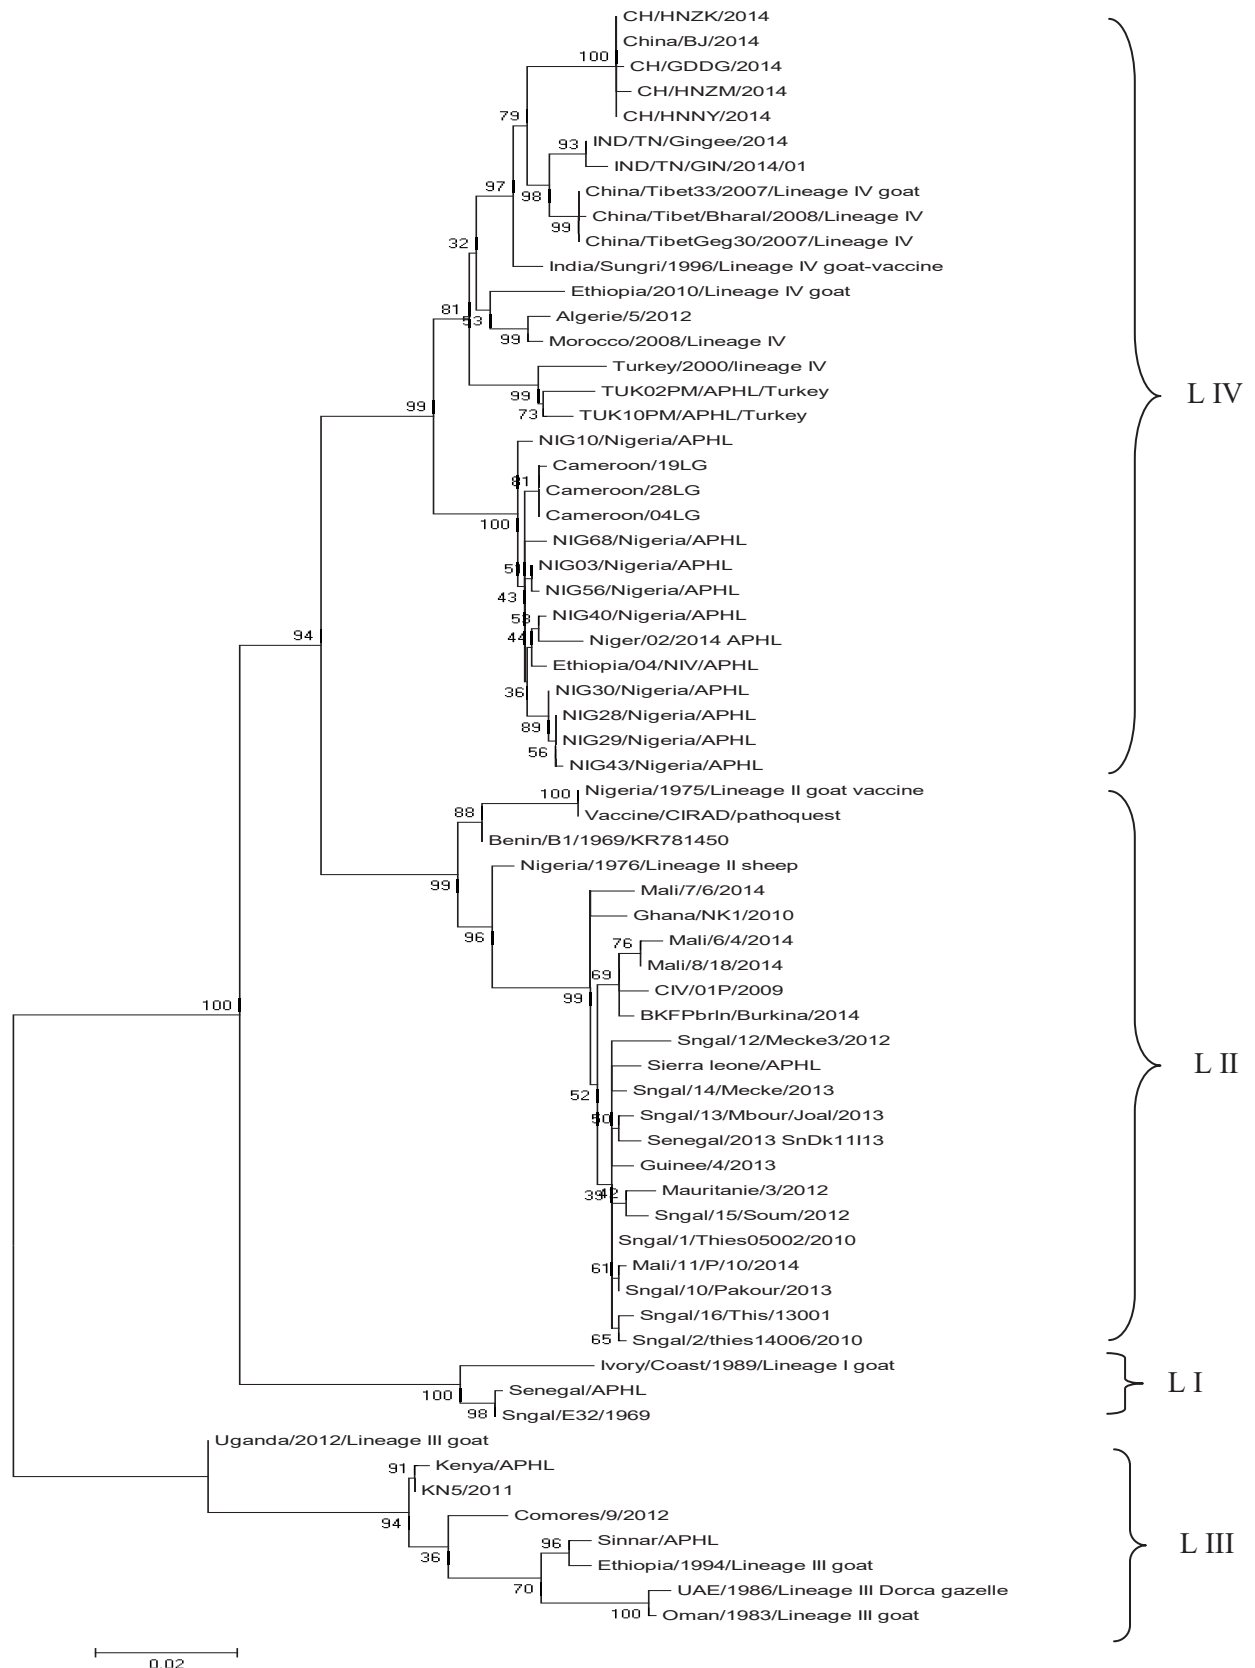 CH/HNZK/2014
China/BJ/2014
100
CH/GDDG/2014
CH/HNZM/2014
79
CH/HNNY/2014
93
IND/TN/Gingee/2014
IND/TN/GIN/2014/01
97
98
China/Tibet33/2007/Lineage IV goat
China/Tibet/Bharal/2008/Lineage IV
99
China/TibetGeg30/2007/Lineage IV
32
India/Sungri/1996/Lineage IV goat-vaccine
Ethiopia/2010/Lineage IV goat
81
53
Algerie/5/2012
99
Morocco/2008/Lineage IV
Turkey/2000/lineage IV
99
TUK02PM/APHL/Turkey
L IV
99
73
TUK10PM/APHL/Turkey
NIG10/Nigeria/APHL
Cameroon/19LG
81
Cameroon/28LG
100
Cameroon/04LG
NIG68/Nigeria/APHL
51
NIG03/Nigeria/APHL
43
NIG56/Nigeria/APHL
53
NIG40/Nigeria/APHL
94
44
Niger/02/2014 APHL
Ethiopia/04/NIV/APHL
36
NIG30/Nigeria/APHL
NIG28/Nigeria/APHL
89
NIG29/Nigeria/APHL
56
NIG43/Nigeria/APHL
100
Nigeria/1975/Lineage II goat vaccine
88
Vaccine/CIRAD/pathoquest
Benin/B1/1969/KR781450
Nigeria/1976/Lineage II sheep
99
Mali/7/6/2014
Ghana/NK1/2010
96
76
Mali/6/4/2014
69
Mali/8/18/2014
CIV/01P/2009
100
99
BKFPbrln/Burkina/2014
Sngal/12/Mecke3/2012
Sierra leone/APHL
L II
52
Sngal/14/Mecke/2013
50
Sngal/13/Mbour/Joal/2013
Senegal/2013 SnDk11I13
Guinee/4/2013
39
42
Mauritanie/3/2012
Sngal/15/Soum/2012
Sngal/1/Thies05002/2010
61
Mali/11/P/10/2014
Sngal/10/Pakour/2013
Sngal/16/This/13001
65
Sngal/2/thies14006/2010
Ivory/Coast/1989/Lineage I goat
L I
100
Senegal/APHL
98
Sngal/E32/1969
Uganda/2012/Lineage III goat
91
Kenya/APHL
KN5/2011
94
Comores/9/2012
36
96
Sinnar/APHL
L III
Ethiopia/1994/Lineage III goat
70
UAE/1986/Lineage III Dorca gazelle
100
Oman/1983/Lineage III goat
0.02